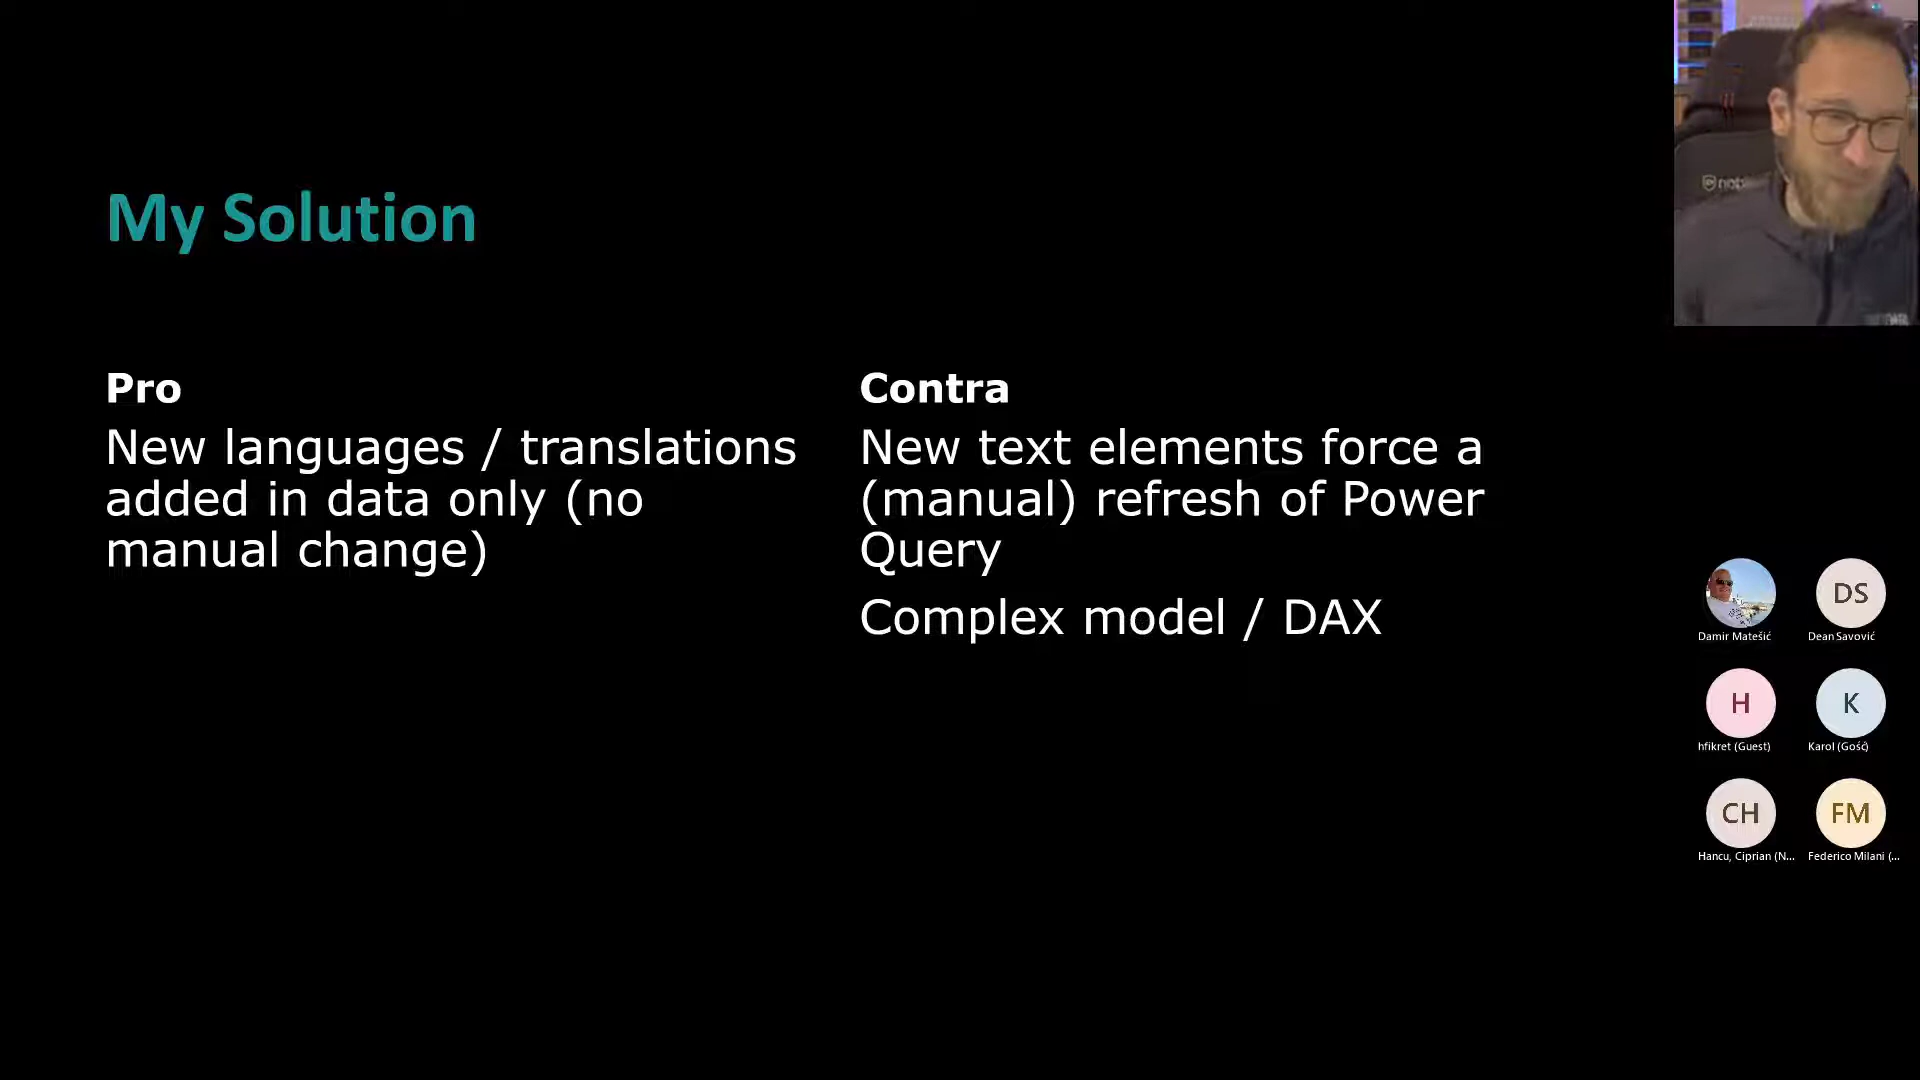 My Solution
Pro
New languages / translations
added in data only (no
manual change)
Contra
New text elements force a
(manual) refresh of Power
Query
Complex model / DAX
DS
Damir Matešić
Dean Savović
H
K
hfikret (Guest)
Karol (Gość)
CH
FM
Hancu, Ciprian (N...
Federico Milani (...